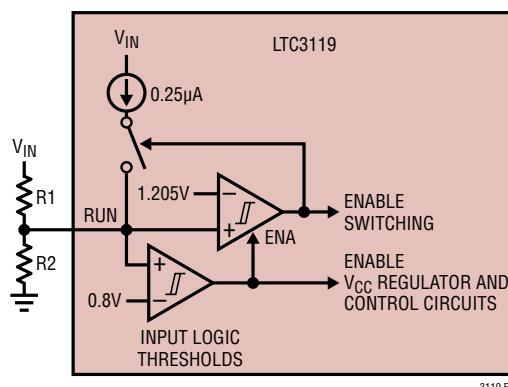 LTC3119
VIN
0.25µA
VIN
R1
1.205V
−
ENABLE
SWITCHING
RUN
+
ENA
R2
+
ENABLE
VCC REGULATOR AND
CONTROL CIRCUITS
0.8V
−
INPUT LOGIC
THRESHOLDS